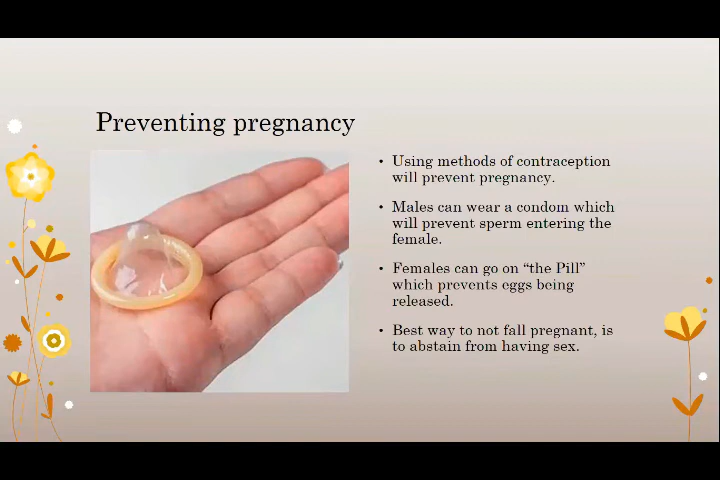 Preventing pregnancy
• Using methods of contraception
will prevent pregnancy.
• Males can wear a condom which
will prevent sperm entering the
female.
• Females can go on “the Pill”
which prevents eggs being
released.
• Best way to not fall pregnant, is
to abstain from having sex.